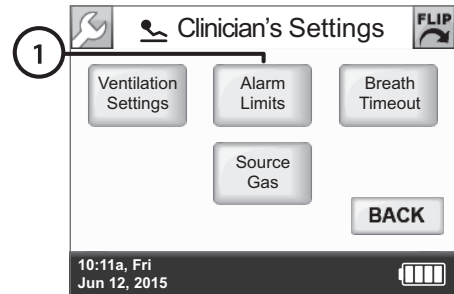 1
Clinician's Settings
FLIP
Ventilation
Settings
Alarm
Limits
Breath
Timeout
Source
Gas
BACK
10:11a, Fri
Jun 12, 2015